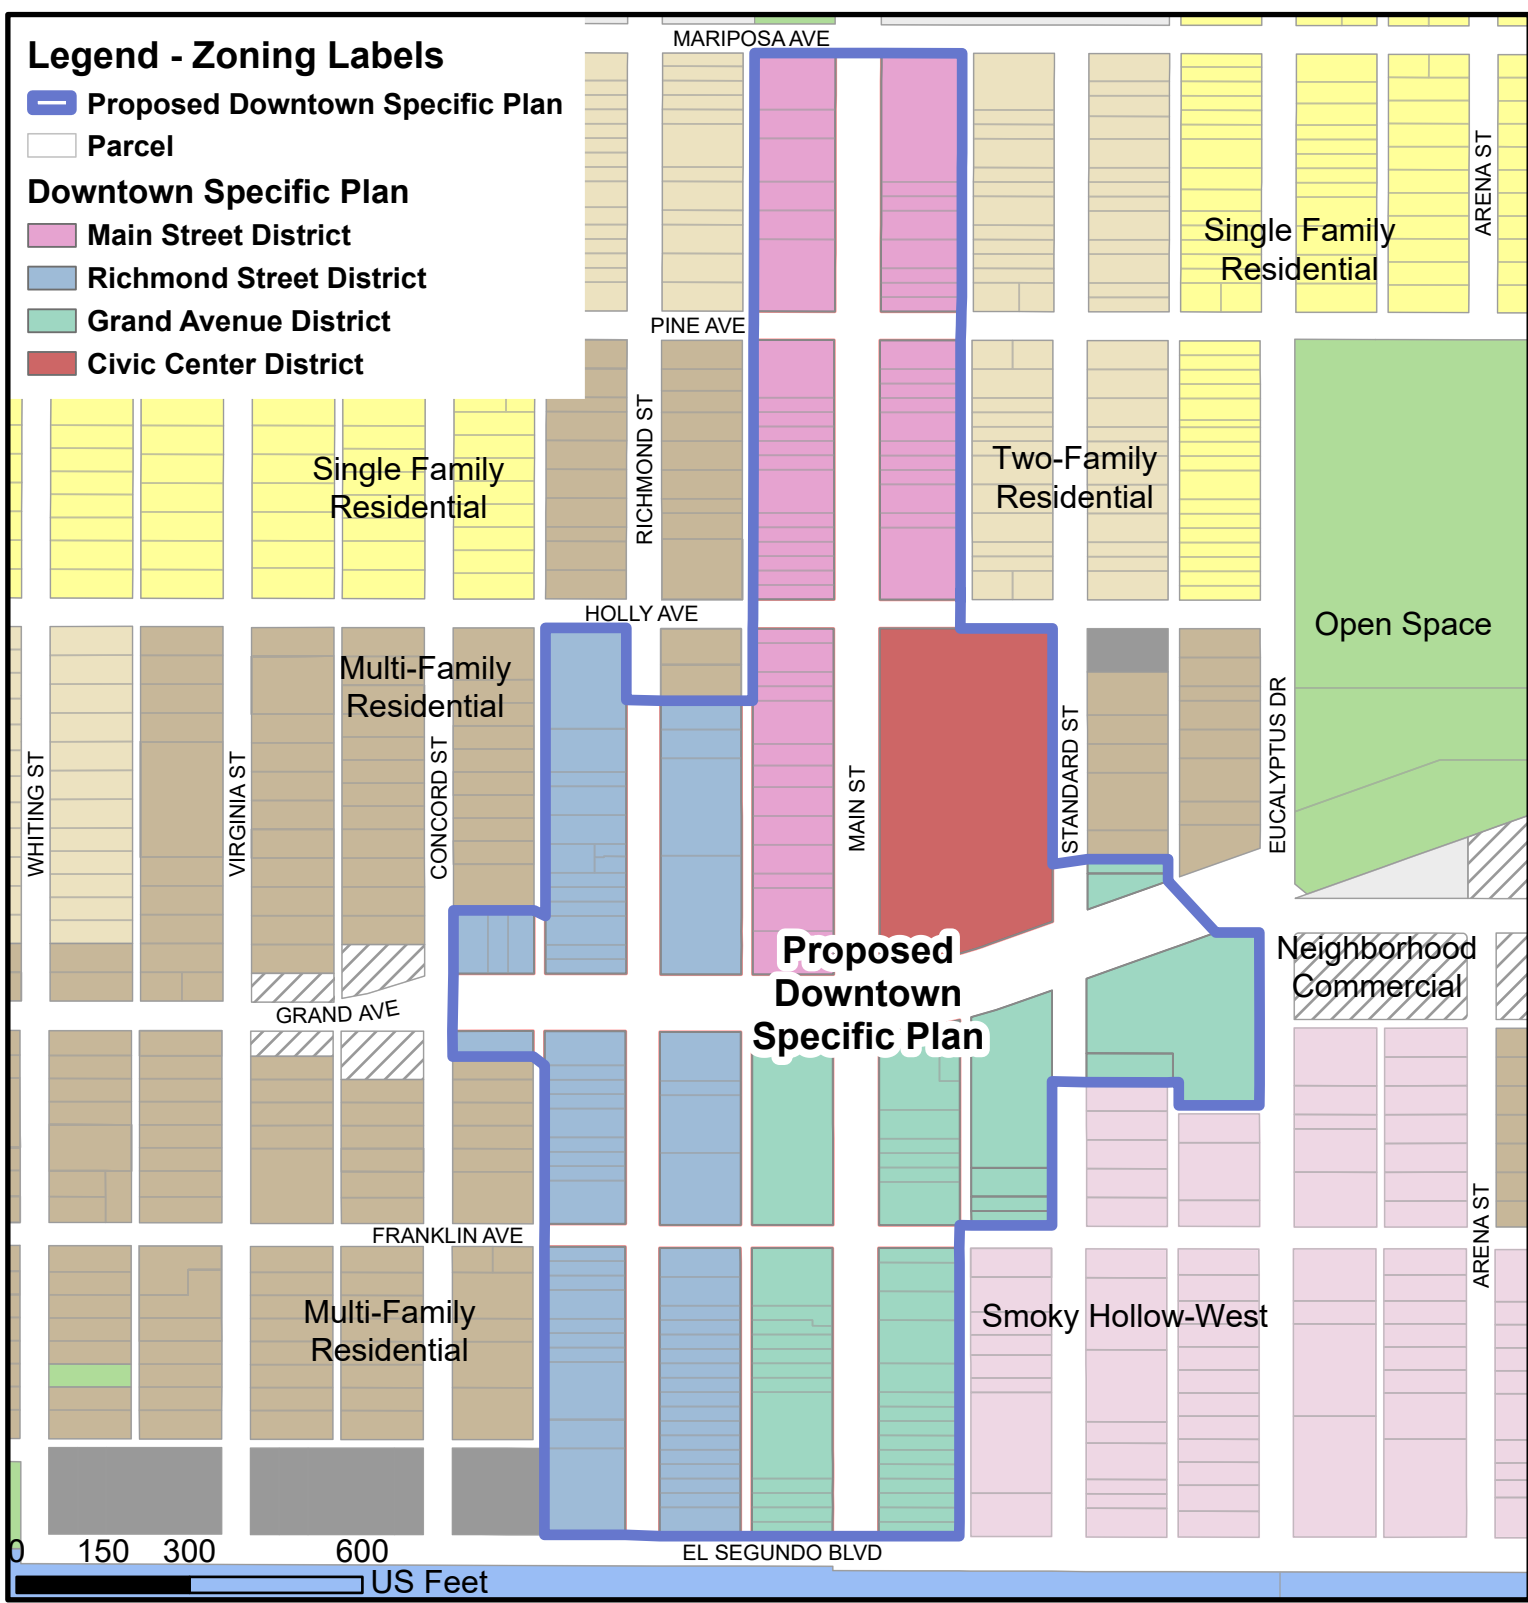 MARIPOSA AVE
Legend - Zoning Labels
Proposed Downtown Specific Plan
Parcel
Downtown Specific Plan
Main Street District
Richmond Street District
Grand Avenue District
Civic Center District
ARENA ST
Single Family
Residential
PINE AVE
RICHMOND ST
Single Family
Residential
Two-Family
Residential
HOLLY AVE
Open Space
Multi-Family
Residential
WHITING ST
VIRGINIA ST
CONCORD ST
MAIN ST
STANDARD ST
EUCALYPTUS DR
Proposed
Downtown
Specific Plan
Neighborhood
Commercial
GRAND AVE
FRANKLIN AVE
ARENA ST
Multi-Family
Residential
Smoky Hollow-West
EL SEGUNDO BLVD
0 150 300 600
US Feet